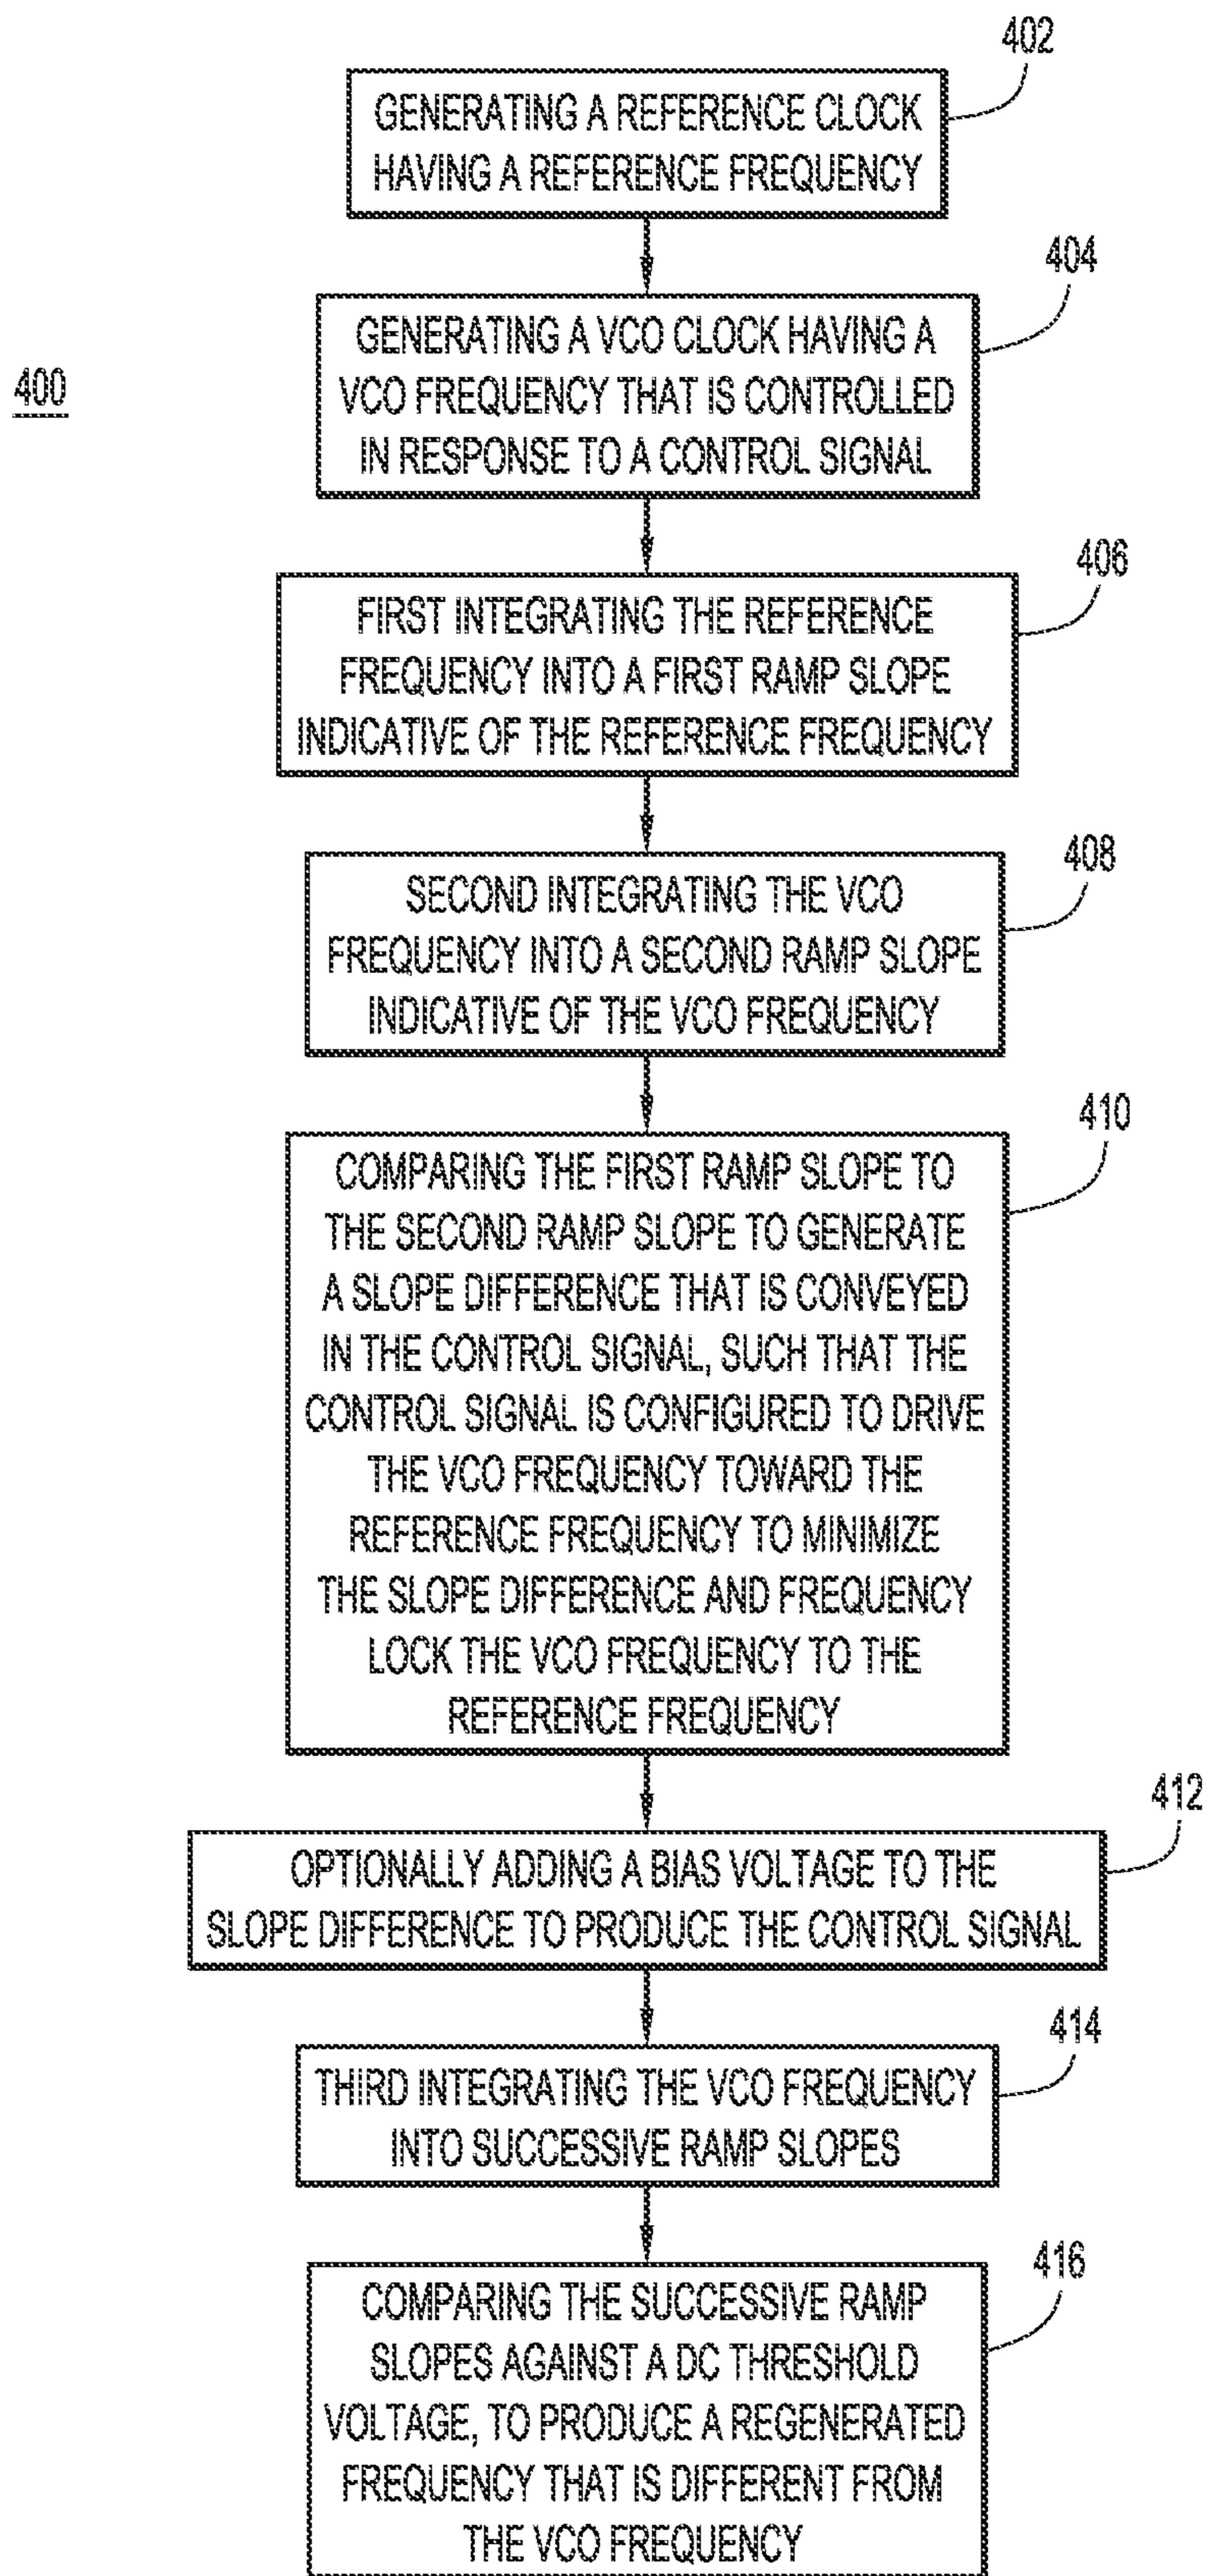 402
GENERATING A REFERENCE CLOCK
HAVING A REFERENCE FREQUENCY
404
GENERATING A VCO CLOCK HAVING A
VCO FREQUENCY THAT IS CONTROLLED
IN RESPONSE TO A CONTROL SIGNAL
400
406
FIRST INTEGRATING THE REFERENCE
FREQUENCY INTO A FIRST RAMP SLOPE
INDICATIVE OF THE REFERENCE FREQUENCY
408
SECOND INTEGRATING THE VCO
FREQUENCY INTO A SECOND RAMP SLOPE
INDICATIVE OF THE VCO FREQUENCY
410
COMPARING THE FIRST RAMP SLOPE TO
THE SECOND RAMP SLOPE TO GENERATE
A SLOPE DIFFERENCE THAT IS CONVEYED
IN THE CONTROL SIGNAL, SUCH THAT THE
CONTROL SIGNAL IS CONFIGURED TO DRIVE
THE VCO FREQUENCY TOWARD THE
REFERENCE FREQUENCY TO MINIMIZE
THE SLOPE DIFFERENCE AND FREQUENCY
LOCK THE VCO FREQUENCY TO THE
REFERENCE FREQUENCY
412
OPTIONALLY ADDING A BIAS VOLTAGE TO THE
SLOPE DIFFERENCE TO PRODUCE THE CONTROL SIGNAL
414
THIRD INTEGRATING THE VCO FREQUENCY
INTO SUCCESSIVE RAMP SLOPES
416
COMPARING THE SUCCESSIVE RAMP
SLOPES AGAINST A DC THRESHOLD
VOLTAGE, TO PRODUCE A REGENERATED
FREQUENCY THAT IS DIFFERENT FROM
THE VCO FREQUENCY